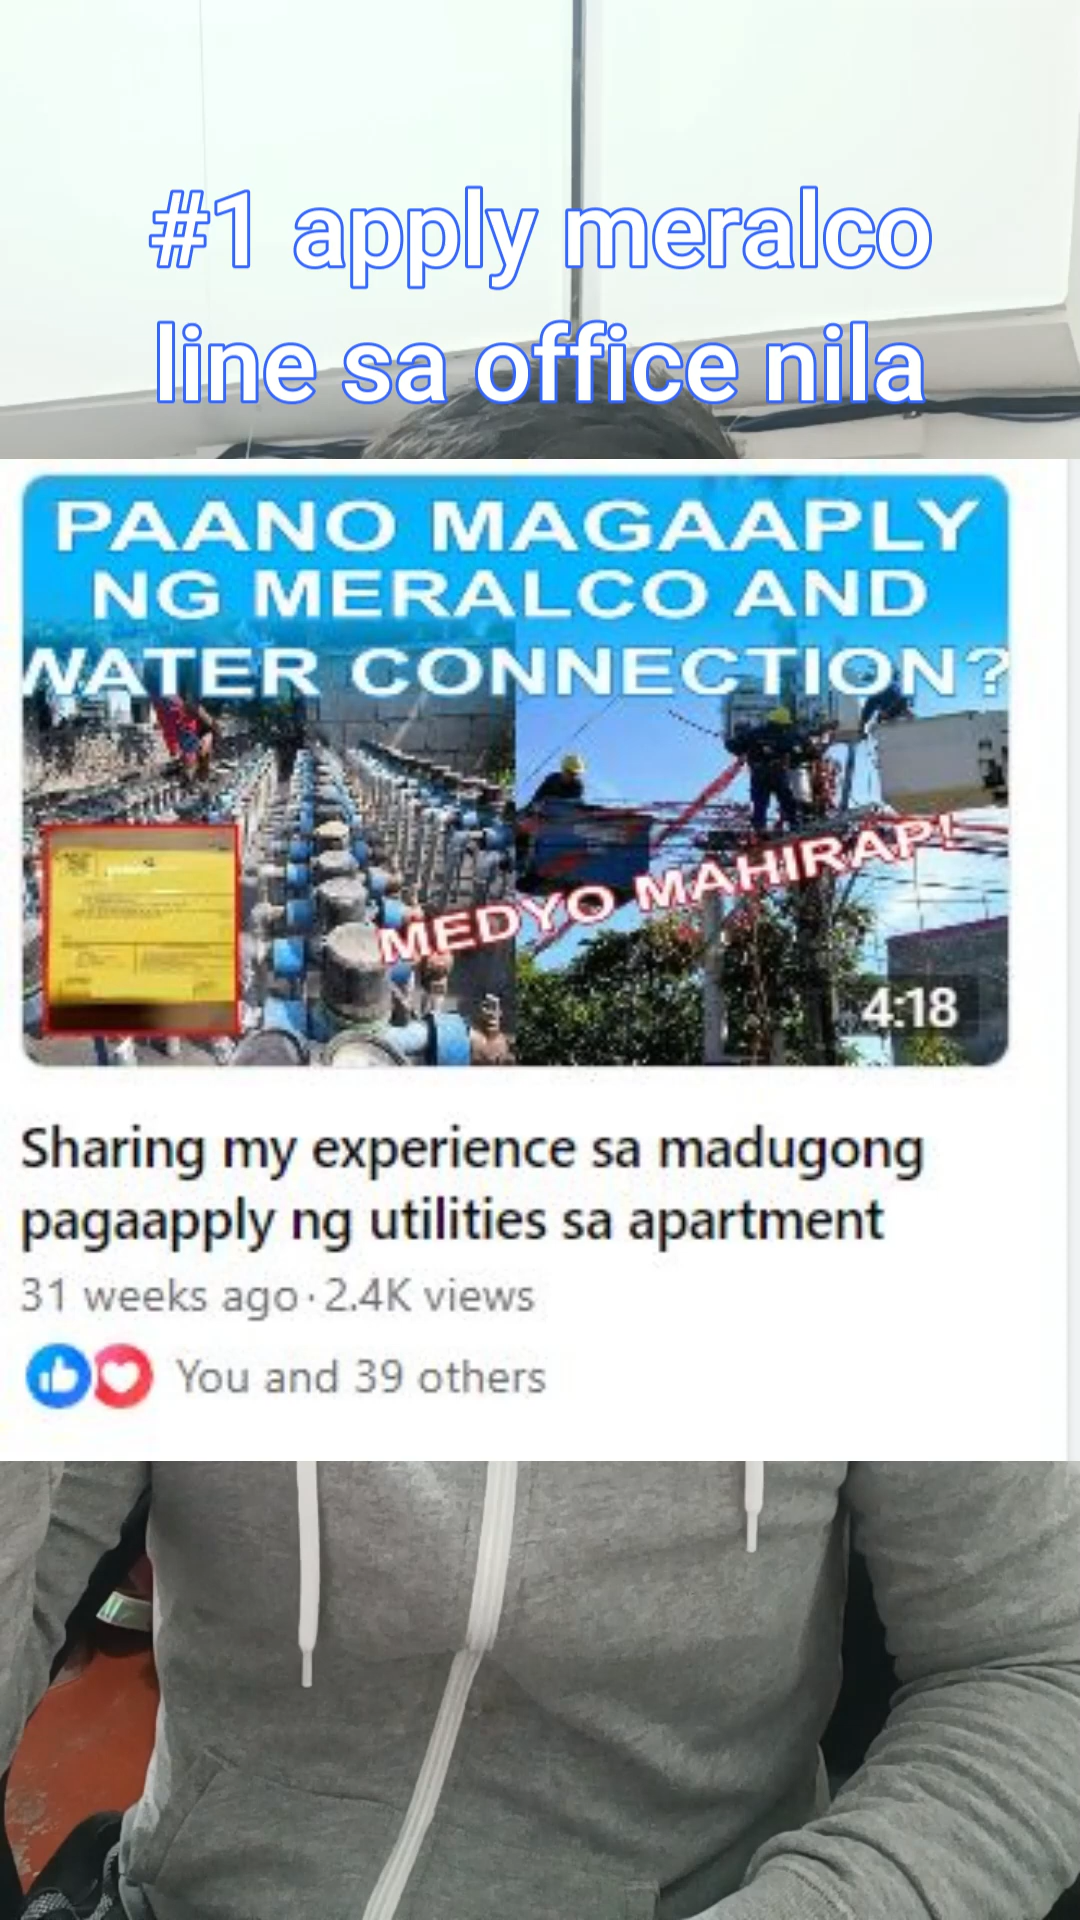 #1 apply meralco
line sa office nila
PAANO MAGAAPLY
NG MERALCO AND
WATER CONNECTION?
MEDYO MAHIRAP!
4:18
Sharing my experience sa madugong
pagaapply ng utilities sa apartment
31 weeks ago · 2.4K views
You and 39 others